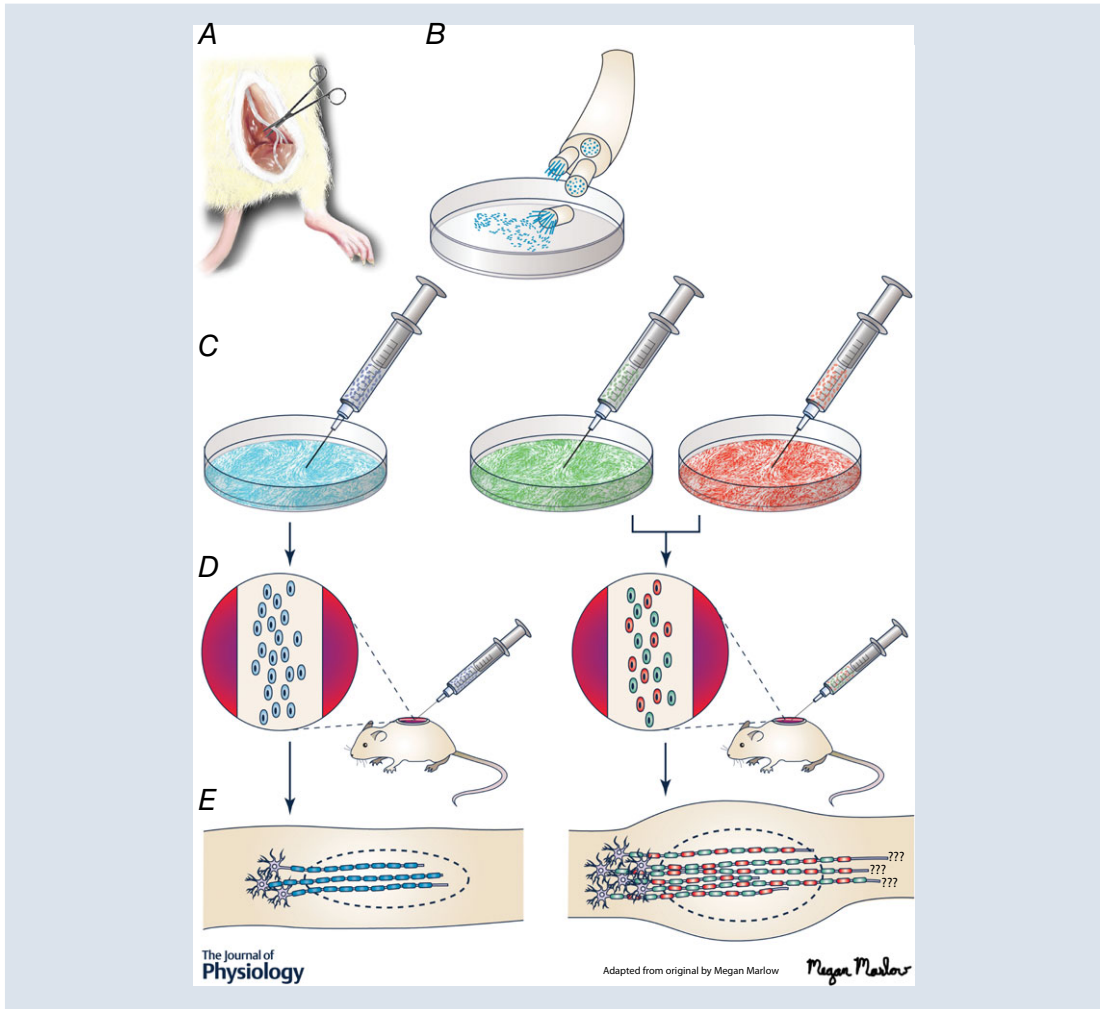 A
B
C
D
E
???
???
???
The Journal of
Physiology
Adapted from original by Megan Marlow
Megan Marlow